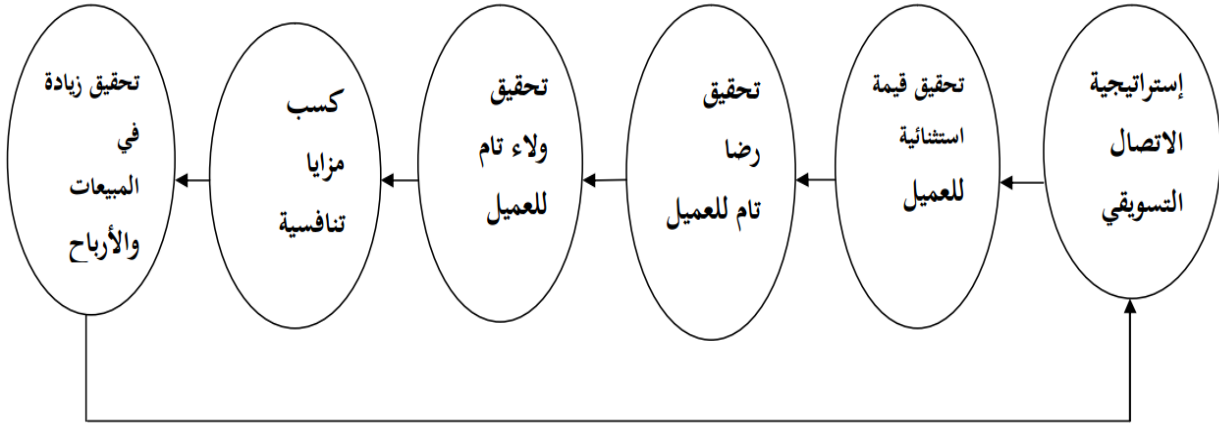 إستراتيجية
الاتصال
التسويقي
تحقيق قيمة
استثنائية
للعميل
تحقيق
رضا
تام للعميل
تحقيق
ولاء تام
للعميل
كسب
مزايا
تنافسية
تحقيق زيادة
في
المبيعات
والأرباح